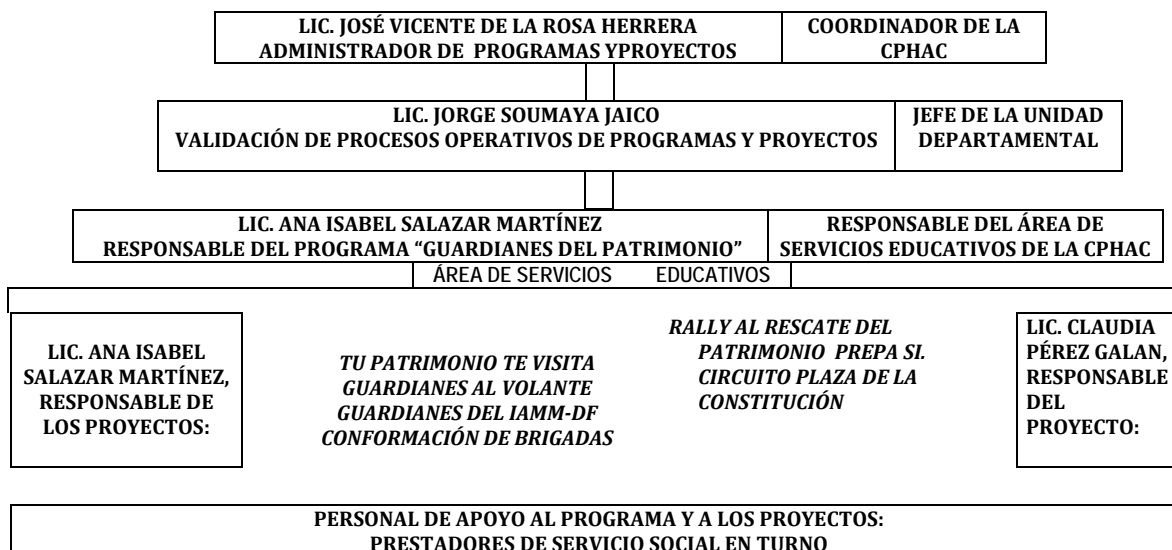 LIC. JOSÉ VICENTE DE LA ROSA HERRERA
ADMINISTRADOR DE PROGRAMAS YPROYECTOS
COORDINADOR DE LA
CPHAC
LIC. JORGE SOUMAYA JAICO
VALIDACIÓN DE PROCESOS OPERATIVOS DE PROGRAMAS Y PROYECTOS
JEFE DE LA UNIDAD
DEPARTAMENTAL
LIC. ANA ISABEL SALAZAR MARTÍNEZ
RESPONSABLE DEL PROGRAMA “GUARDIANES DEL PATRIMONIO”
RESPONSABLE DEL ÁREA DE
SERVICIOS EDUCATIVOS DE LA CPHAC
ÁREA DE SERVICIOS EDUCATIVOS
LIC. ANA ISABEL
SALAZAR MARTÍNEZ,
RESPONSABLE DE
LOS PROYECTOS:
TU PATRIMONIO TE VISITA
GUARDIANES AL VOLANTE
GUARDIANES DEL IAMM-DF
CONFORMACIÓN DE BRIGADAS
RALLY AL RESCATE DEL
PATRIMONIO PREPA SI.
CIRCUITO PLAZA DE LA
CONSTITUCIÓN
LIC. CLAUDIA
PÉREZ GALAN,
RESPONSABLE
DEL
PROYECTO:
PERSONAL DE APOYO AL PROGRAMA Y A LOS PROYECTOS:
PRESTADORES DE SERVICIO SOCIAL EN TURNO